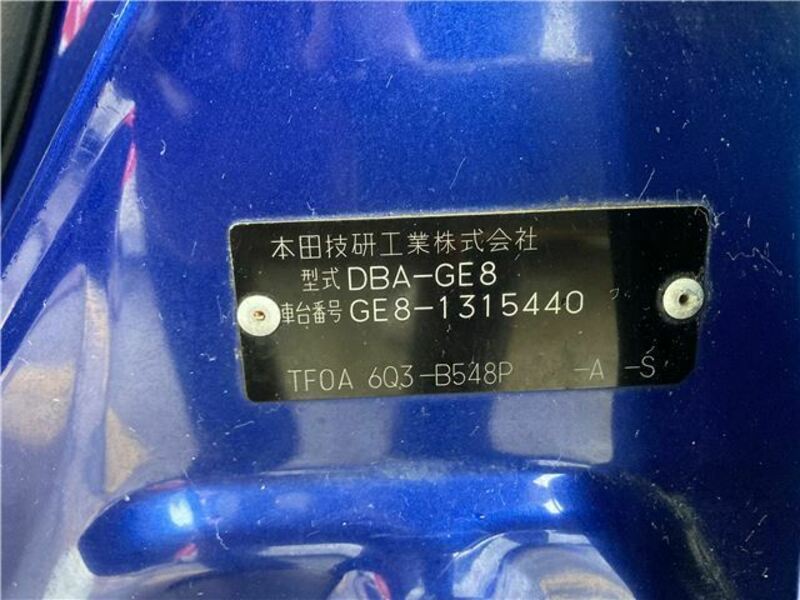 本田技研工業株式会社
型式 DBA-GE8
車台番号 GE8-1315440
TF0A 6Q3-B548P -A -S